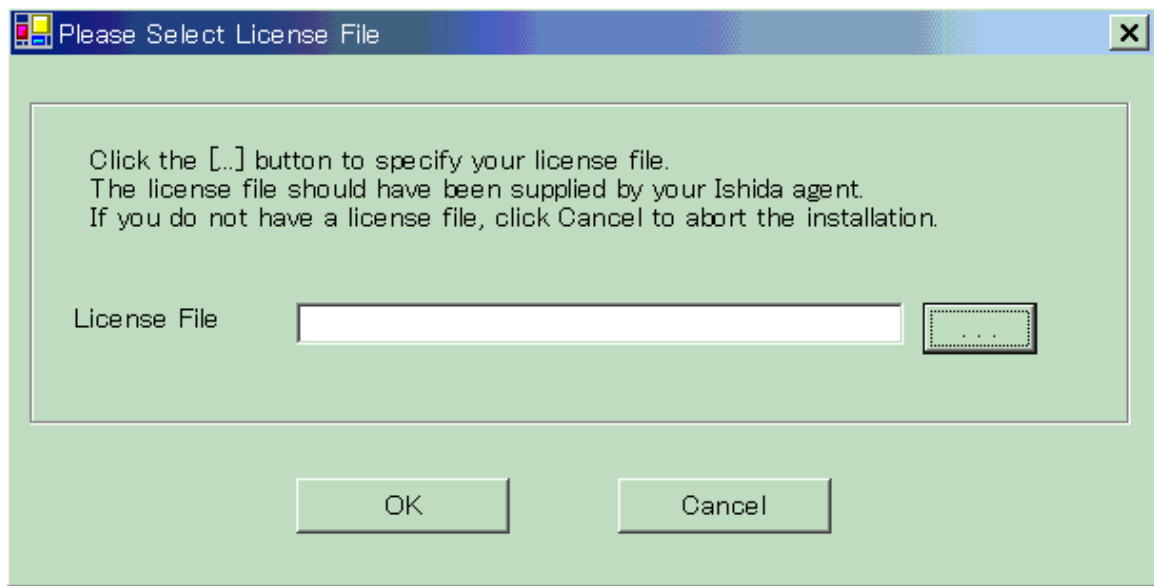 Please Select License File
Click the [...] button to specify your license file.
The license file should have been supplied by your Ishida agent.
If you do not have a license file, click Cancel to abort the installation.
License File
...
OK
Cancel